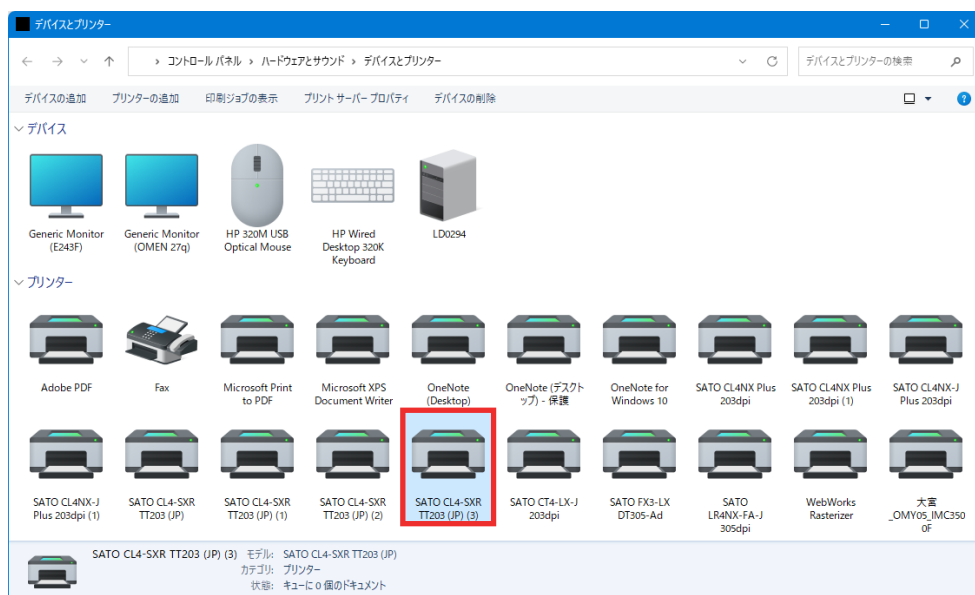 デバイスとプリンター
コントロール パネル › ハードウェアとサウンド › デバイスとプリンター
デバイスとプリンターの検索
デバイスの追加 プリンターの追加 印刷ジョブの表示 プリント サーバー プロパティ デバイスの削除
デバイス
Generic Monitor
(E243F)
Generic Monitor
(OMEN 27q)
HP 320M USB
Optical Mouse
HP Wired
Desktop 320K
Keyboard
LD0294
プリンター
Adobe PDF
Fax
Microsoft Print
to PDF
Microsoft XPS
Document Writer
OneNote
(Desktop)
OneNote (デスクト
ップ) - 保護
OneNote for
Windows 10
SATO CL4NX Plus
203dpi
SATO CL4NX Plus
203dpi (1)
SATO CL4NX-J
Plus 203dpi
SATO CL4NX-J
Plus 203dpi (1)
SATO CL4-SXR
TT203 (JP)
SATO CL4-SXR
TT203 (JP) (1)
SATO CL4-SXR
TT203 (JP) (2)
SATO CL4-SXR
TT203 (JP) (3)
SATO CT4-LX-J
203dpi
SATO FX3-LX
DT305-Ad
SATO
LR4NX-FA-J
305dpi
WebWorks
Rasterizer
大宮
_OMY05_IMC350
0F
SATO CL4-SXR TT203 (JP) (3) モデル: SATO CL4-SXR TT203 (JP)
カテゴリ: プリンター
状態: キューに 0 個のドキュメント